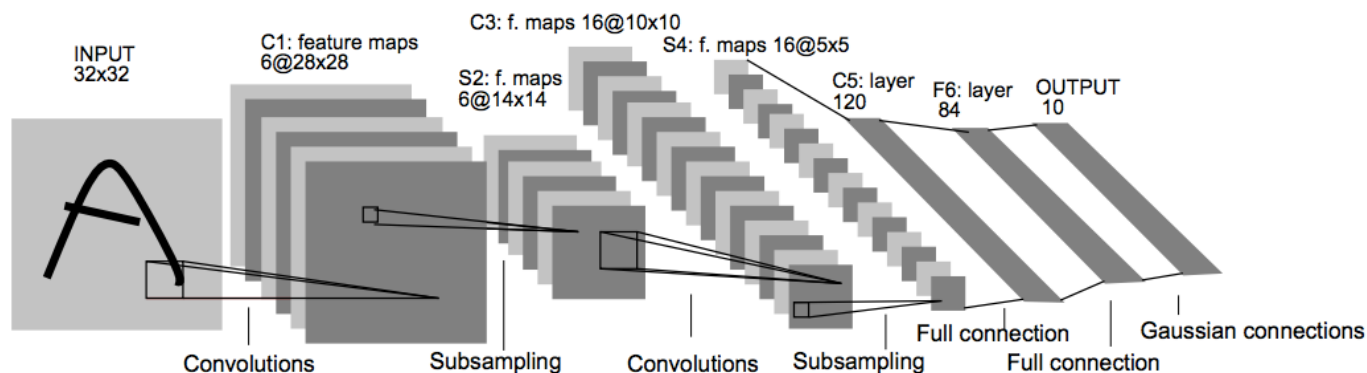 INPUT
32x32
C1: feature maps
6@28x28
S2: f. maps
6@14x14
C3: f. maps 16@10x10
S4: f. maps 16@5x5
C5: layer
120
F6: layer
84
OUTPUT
10
Convolutions
Subsampling
Convolutions
Subsampling
Full connection
Full connection
Gaussian connections